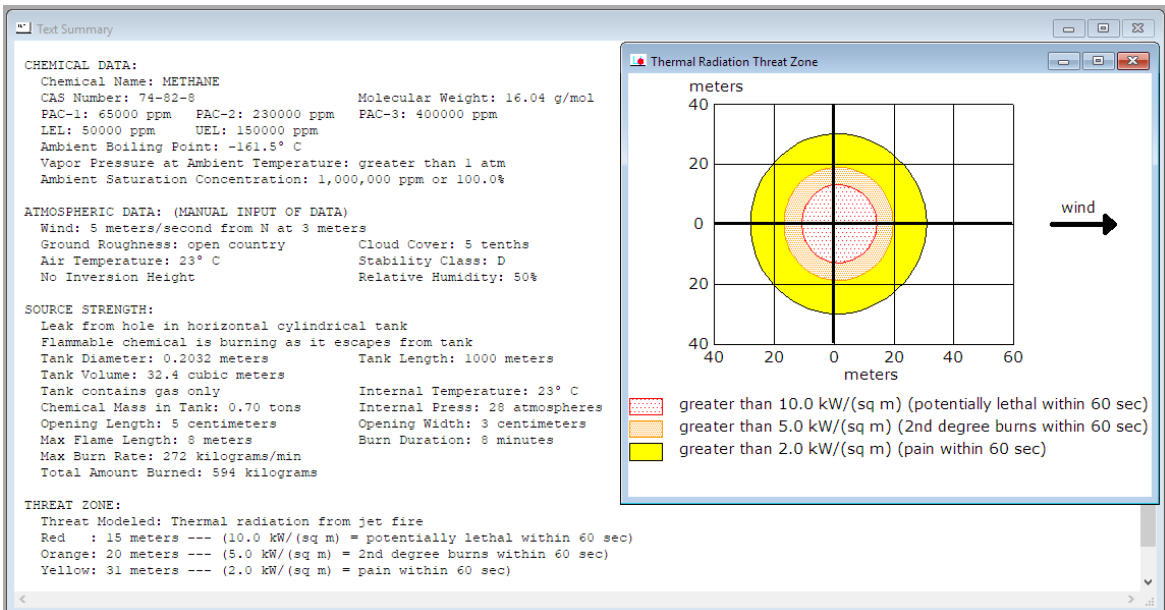 Text Summary
CHEMICAL DATA:
Chemical Name: METHANE
CAS Number: 74-82-8 Molecular Weight: 16.04 g/mol
PAC-1: 65000 ppm PAC-2: 230000 ppm PAC-3: 400000 ppm
LEL: 50000 ppm UEL: 150000 ppm
Ambient Boiling Point: -161.5° C
Vapor Pressure at Ambient Temperature: greater than 1 atm
Ambient Saturation Concentration: 1,000,000 ppm or 100.0%
ATMOSPHERIC DATA: (MANUAL INPUT OF DATA)
Wind: 5 meters/second from N at 3 meters
Ground Roughness: open country Cloud Cover: 5 tenths
Air Temperature: 23° C Stability Class: D
No Inversion Height Relative Humidity: 50%
SOURCE STRENGTH:
Leak from hole in horizontal cylindrical tank
Flammable chemical is burning as it escapes from tank
Tank Diameter: 0.2032 meters Tank Length: 1000 meters
Tank Volume: 32.4 cubic meters
Tank contains gas only Internal Temperature: 23° C
Chemical Mass in Tank: 0.70 tons Internal Press: 28 atmospheres
Opening Length: 5 centimeters Opening Width: 3 centimeters
Max Flame Length: 8 meters Burn Duration: 8 minutes
Max Burn Rate: 272 kilograms/min
Total Amount Burned: 594 kilograms
THREAT ZONE:
Threat Modeled: Thermal radiation from jet fire
Red : 15 meters --- (10.0 kW/(sq m) = potentially lethal within 60 sec)
Orange: 20 meters --- (5.0 kW/(sq m) = 2nd degree burns within 60 sec)
Yellow: 31 meters --- (2.0 kW/(sq m) = pain within 60 sec)
Thermal Radiation Threat Zone
meters
40
20
0
20
40
wind
40 20 0 20 40 60
meters
greater than 10.0 kW/(sq m) (potentially lethal within 60 sec)
greater than 5.0 kW/(sq m) (2nd degree burns within 60 sec)
greater than 2.0 kW/(sq m) (pain within 60 sec)